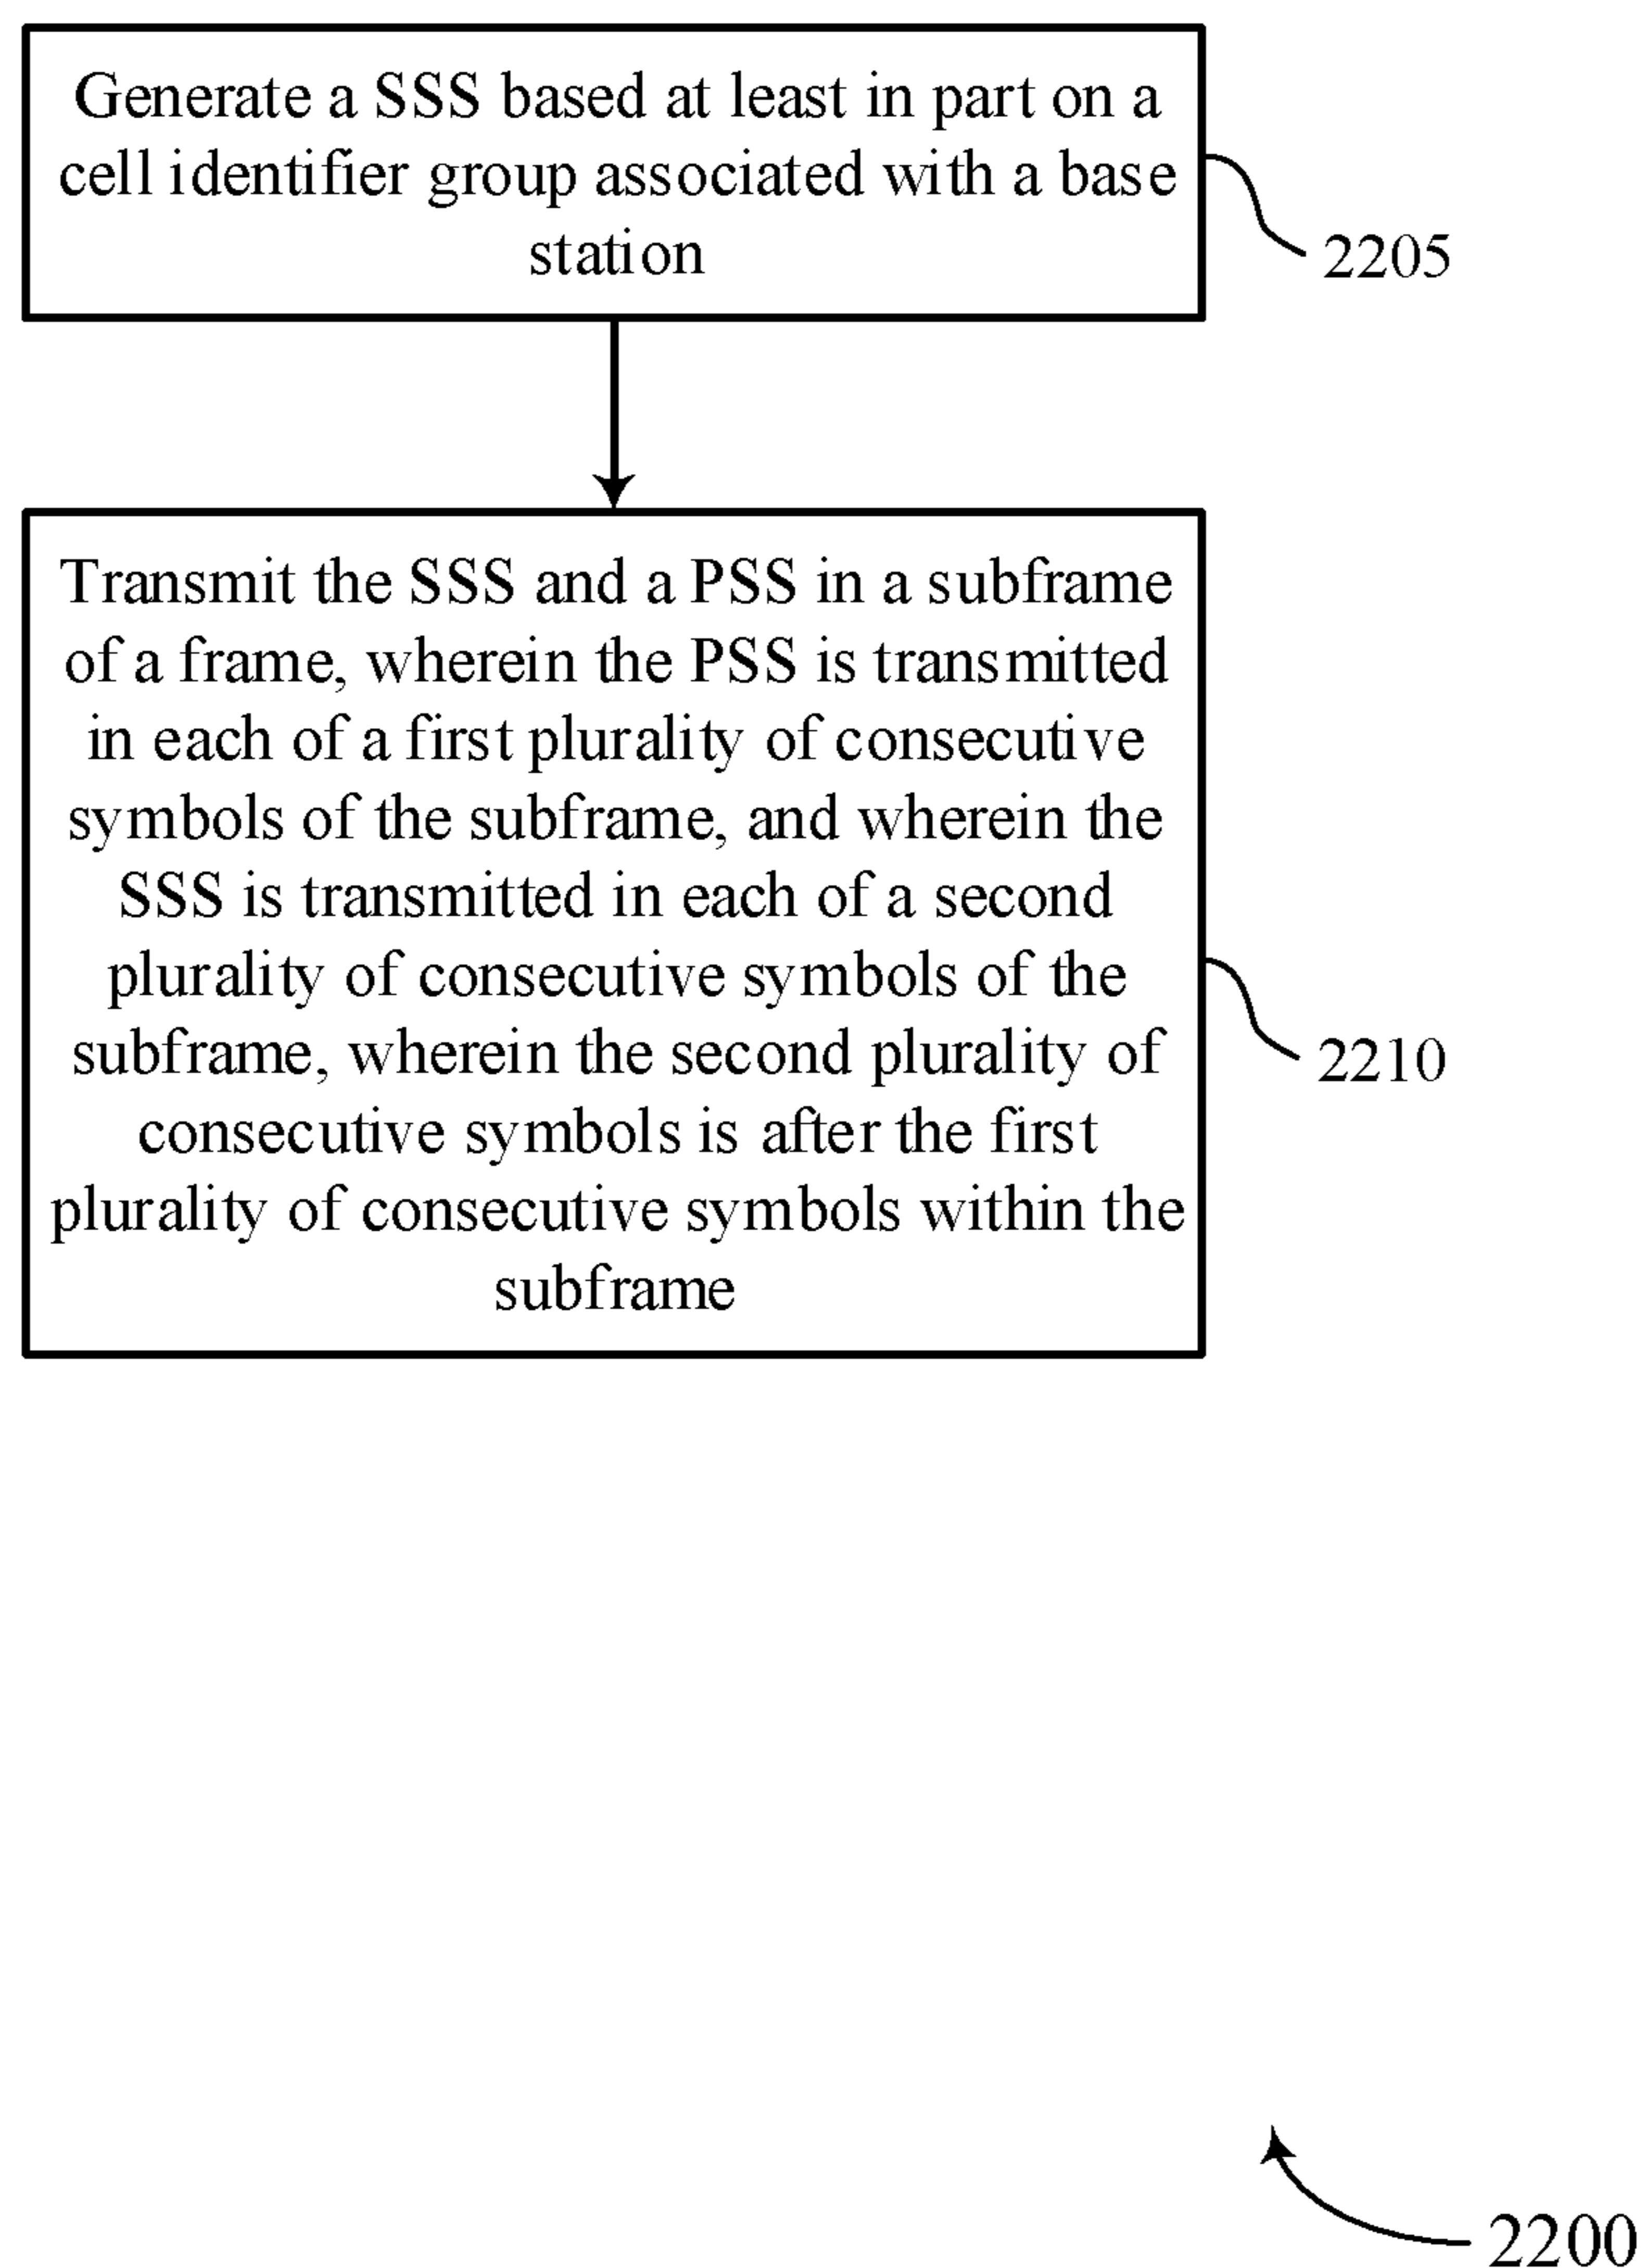 Generate a SSS based at least in part on a
cell identifier group associated with a base
station
2205
Transmit the SSS and a PSS in a subframe
of a frame, wherein the PSS is transmitted
in each of a first plurality of consecutive
symbols of the subframe, and wherein the
SSS is transmitted in each of a second
plurality of consecutive symbols of the
subframe, wherein the second plurality of
consecutive symbols is after the first
plurality of consecutive symbols within the
subframe
2210
2200